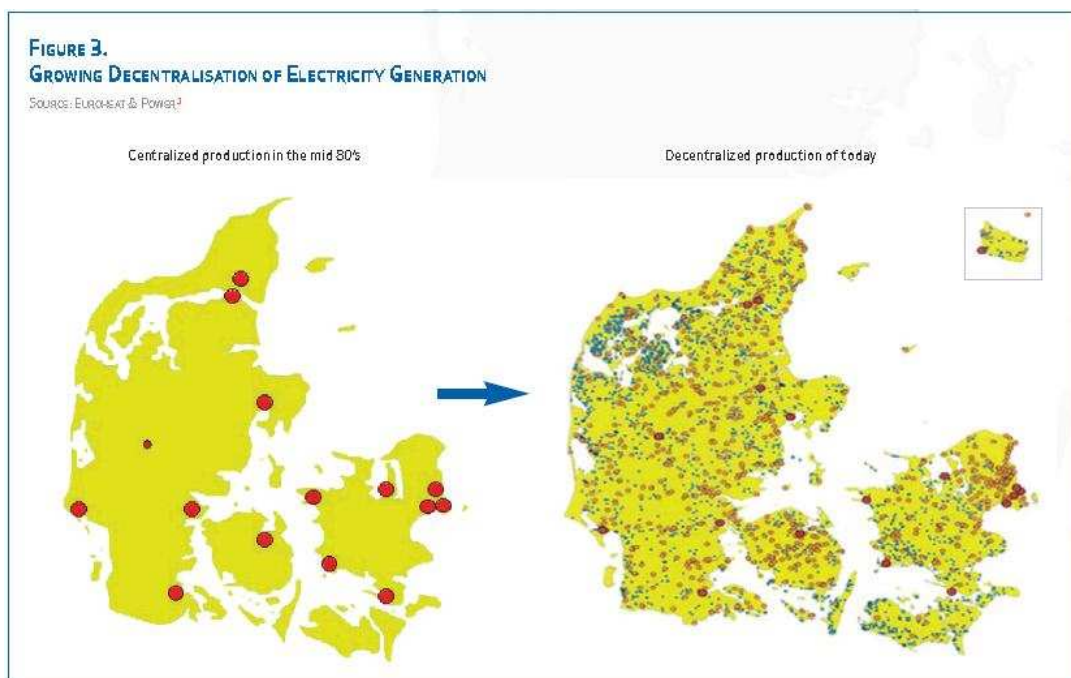 FIGURE 3.
GROWING DECENTRALISATION OF ELECTRICITY GENERATION
SOURCE: EUROHEAT & POWER3
Centralized production in the mid 80's
Decentralized production of today